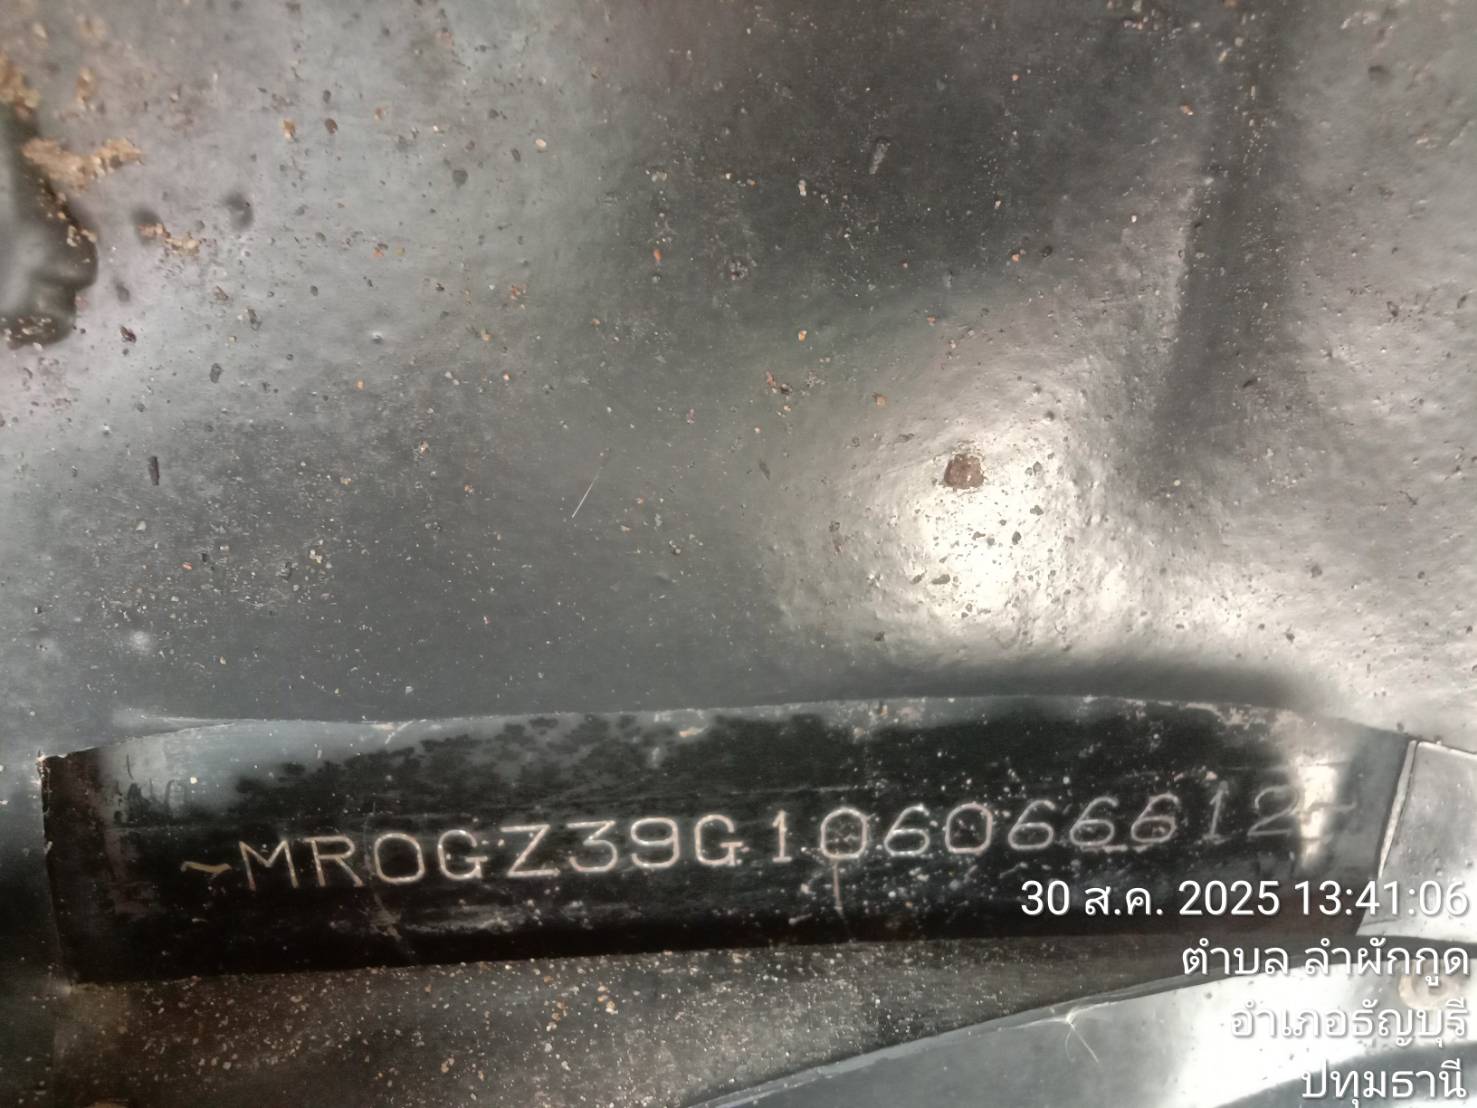 ~MR0GZ39G106066612~
30 ส.ค. 2025 13:41:06
ตำบล ลำผักกูด
อำเภอธัญบุรี
ปทุมธานี